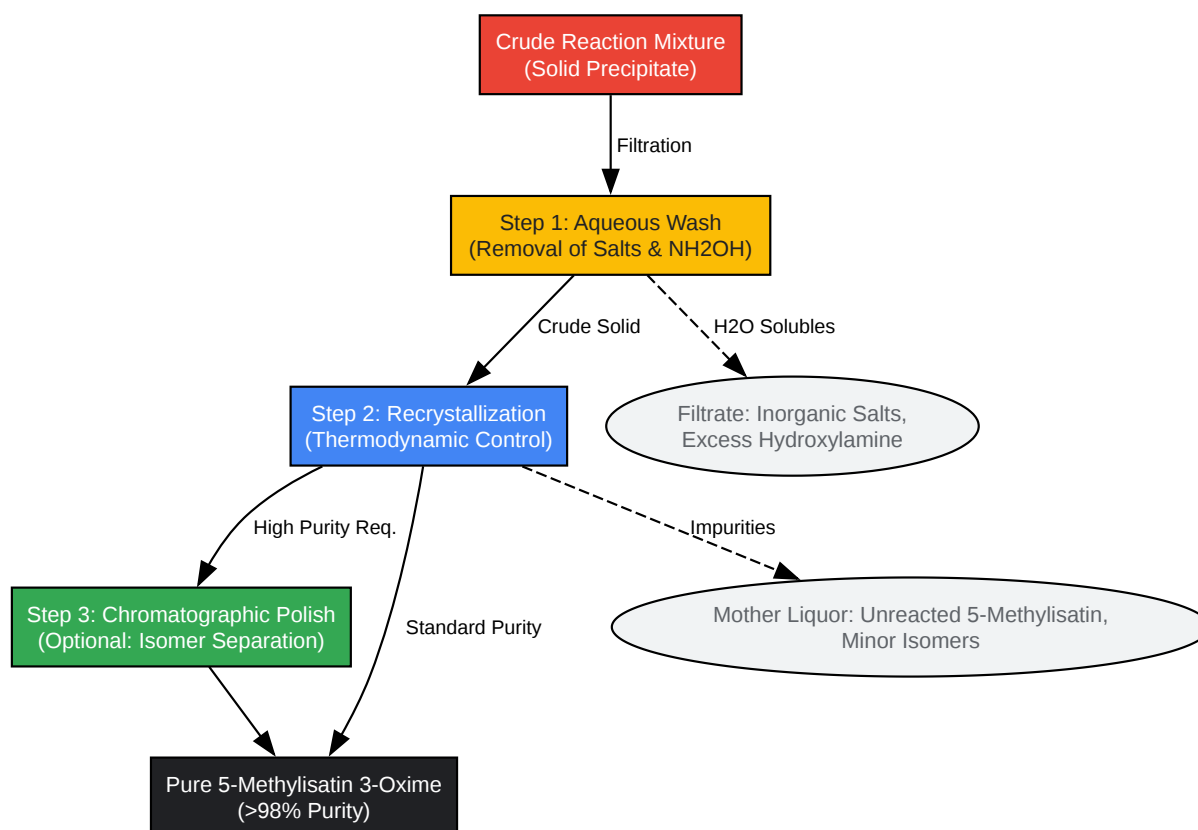 Crude Reaction Mixture
(Solid Precipitate)
Filtration
Step 1: Aqueous Wash
(Removal of Salts & NH2OH)
Crude Solid
H2O Solubles
Step 2: Recrystallization
(Thermodynamic Control)
Filtrate: Inorganic Salts,
Excess Hydroxylamine
High Purity Req.
Impurities
Step 3: Chromatographic Polish
(Optional: Isomer Separation)
Standard Purity
Mother Liquor: Unreacted 5-Methylisatin,
Minor Isomers
Pure 5-Methylisatin 3-Oxime
(>98% Purity)